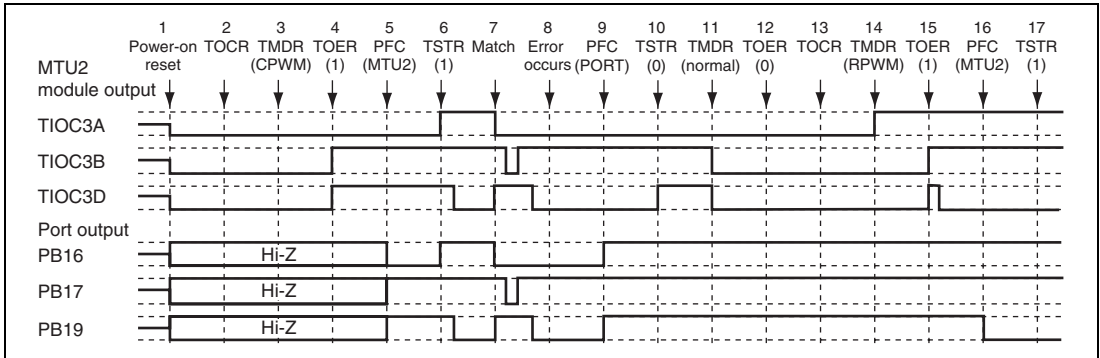 1 2 3 4 5 6 7 8 9 10 11 12 13 14 15 16 17
Power-on TOCR TMDR TOER PFC TSTR Match Error PFC TSTR TMDR TOER TOCR TMDR TOER PFC TSTR
reset (CPWM) (1) (MTU2) (1) occurs (PORT) (0) (normal) (0) (RPWM) (1) (MTU2) (1)
MTU2
module output
TIOC3A
TIOC3B
TIOC3D
Port output
PB16 Hi-Z
PB17 Hi-Z
PB19 Hi-Z